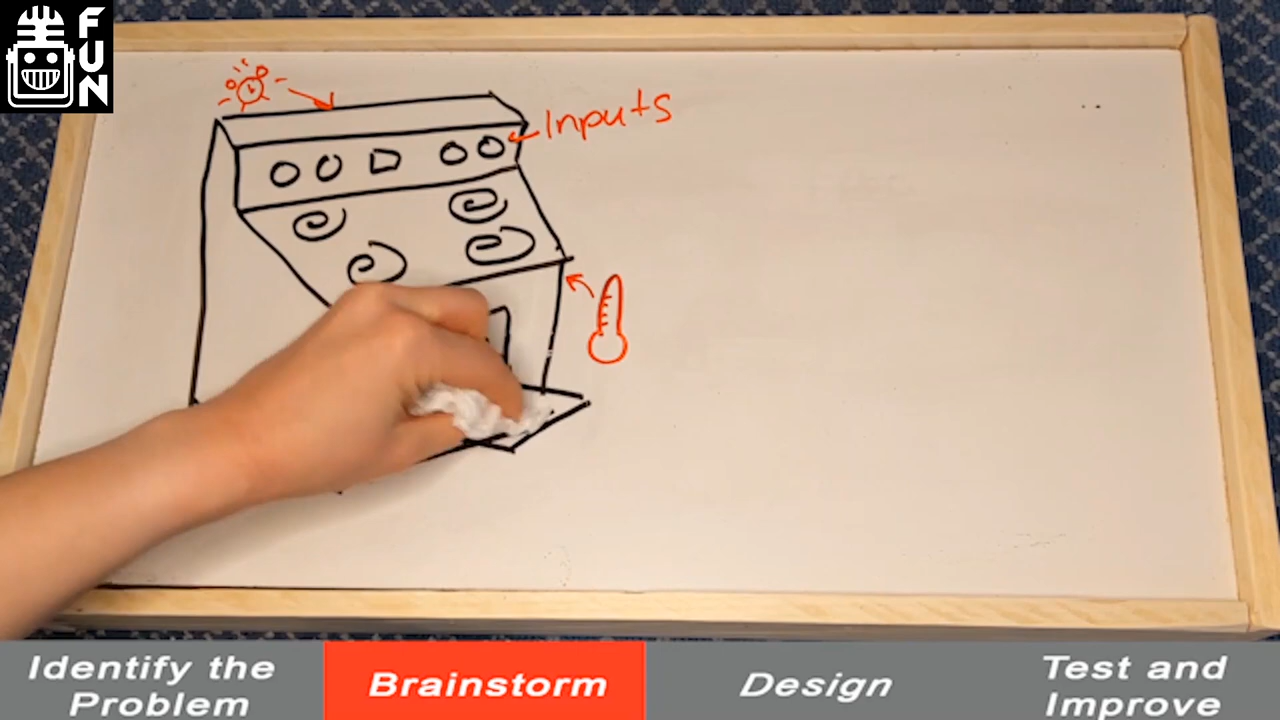 FUN
Inputs
Identify the
Problem
Brainstorm
Design
Test and
Improve